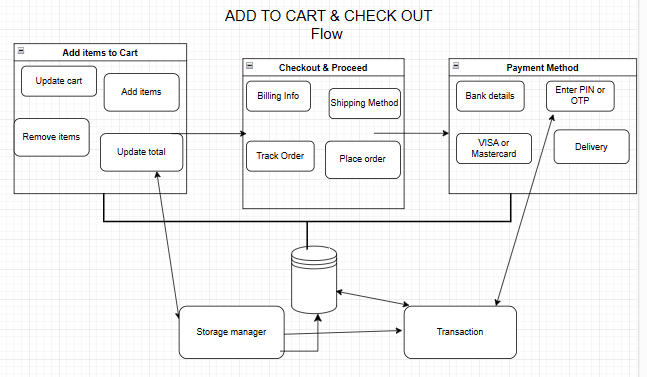 ADD TO CART & CHECK OUT
Flow
Add items to Cart
Update cart
Add items
Remove items
Update total
Checkout & Proceed
Billing Info
Shipping Method
Track Order
Place order
Payment Method
Bank details
Enter PIN or
OTP
VISA or
Mastercard
Delivery
Storage manager
Transaction